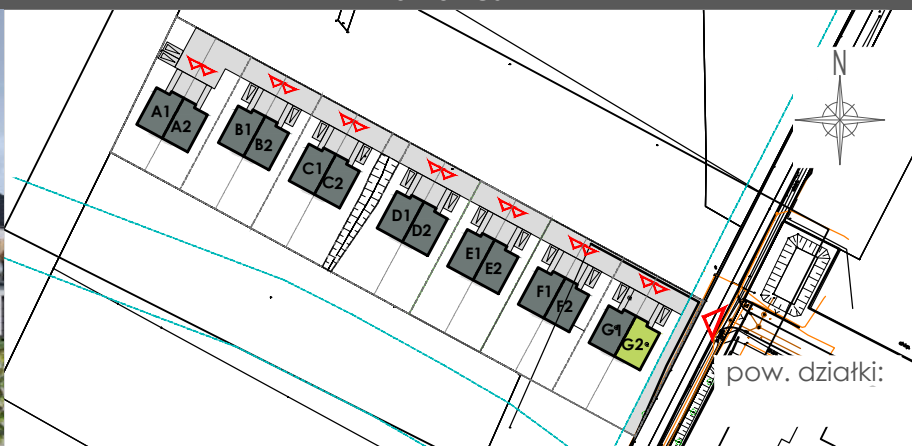 N
A1 A2
B1 B2
C1 C2
D1 D2
E1 E2
F1 F2
G1 G2
pow. działki: